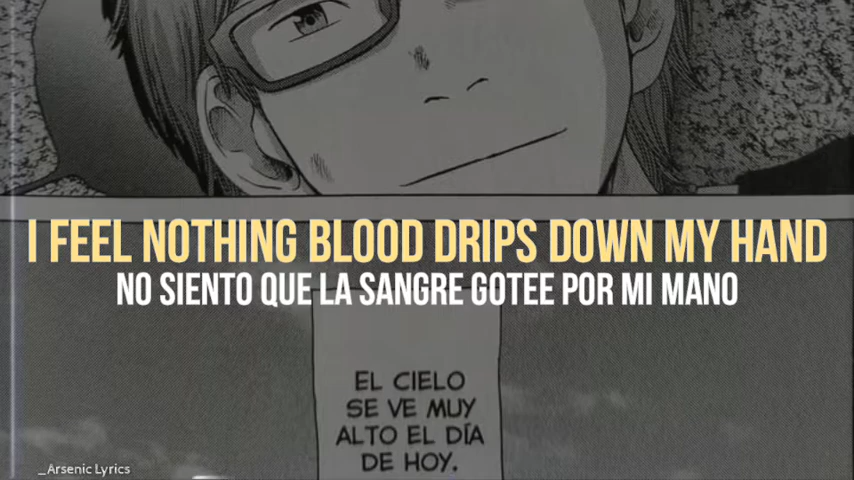 I FEEL NOTHING BLOOD DRIPS DOWN MY HAND
NO SIENTO QUE LA SANGRE GOTEE POR MI MANO
EL CIELO
SE VE MUY
ALTO EL DÍA
DE HOY.
_Arsenic Lyrics